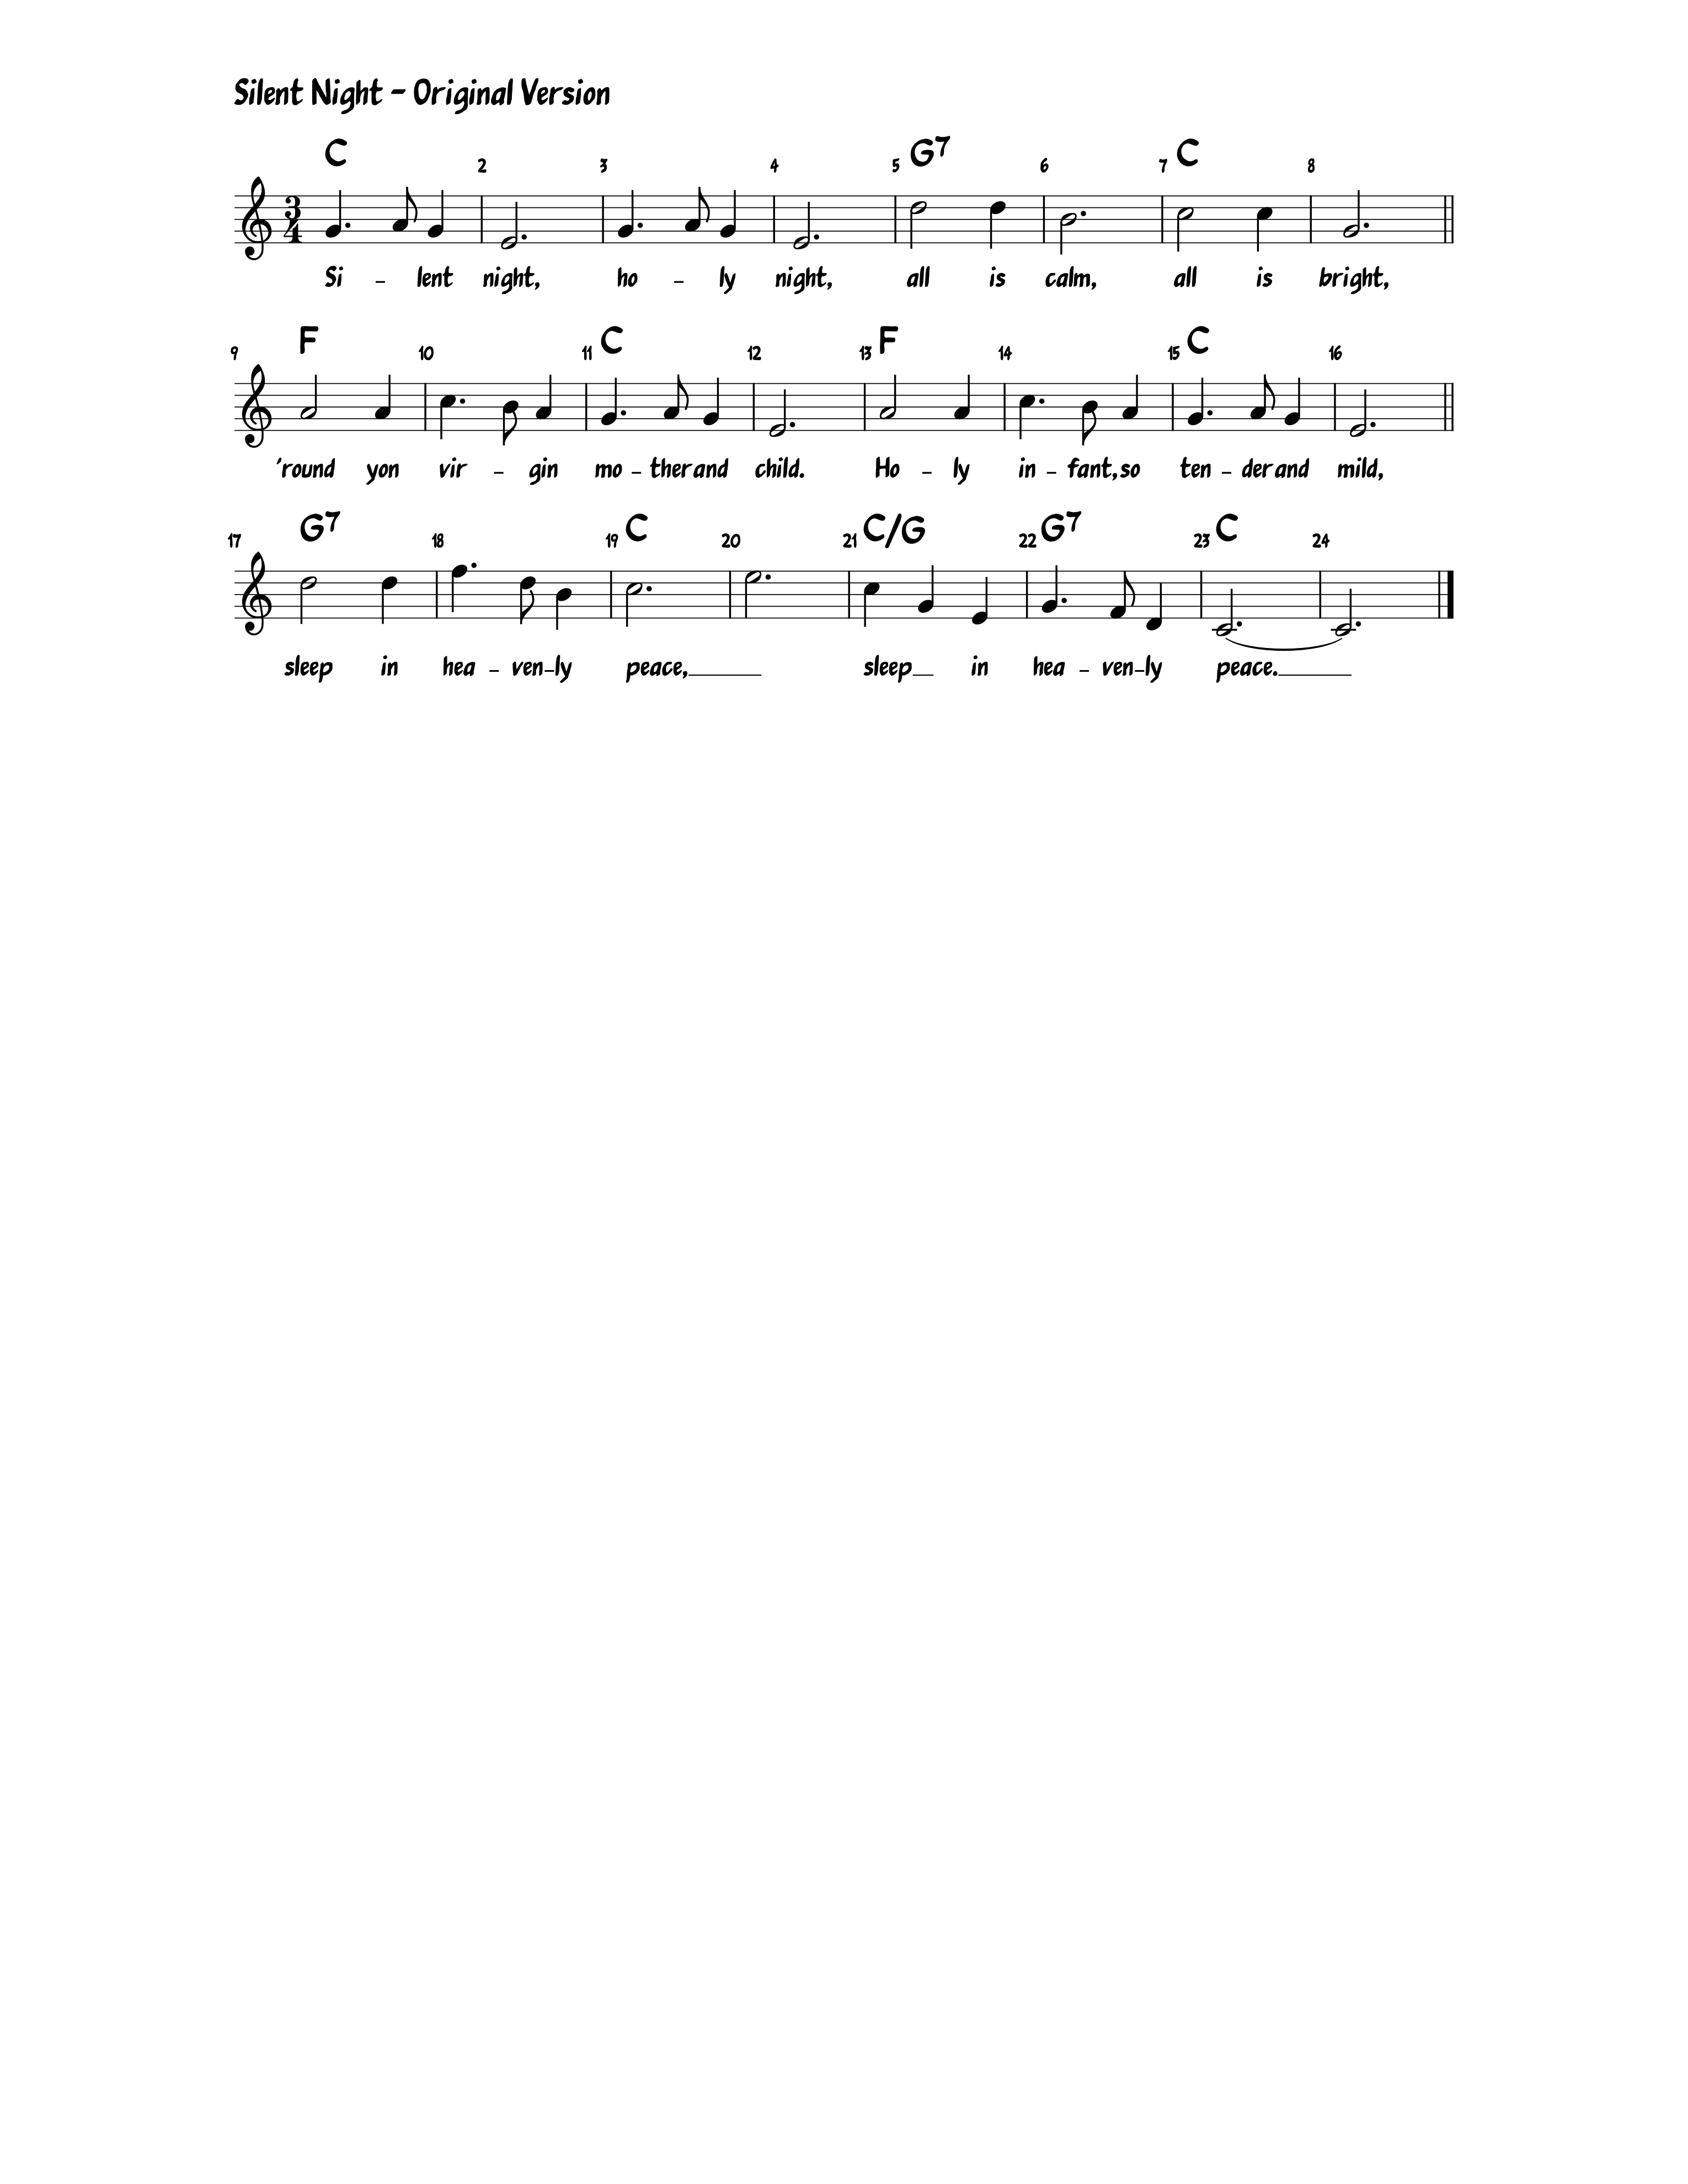 Silent Night - Original Version
C 2 3 4 5 G7 6 7 C 8
3
4
Si - lent night, ho - ly night, all is calm, all is bright,
9 F 10 11 C 12 13 F 14 15 C 16
'round yon vir - gin mo - ther and child. Ho - ly in - fant, so ten - der and mild,
17 G7 18 19 C 20 21 C/G 22 G7 23 C 24
sleep in hea - ven - ly peace,__ sleep__ in hea - ven - ly peace.__